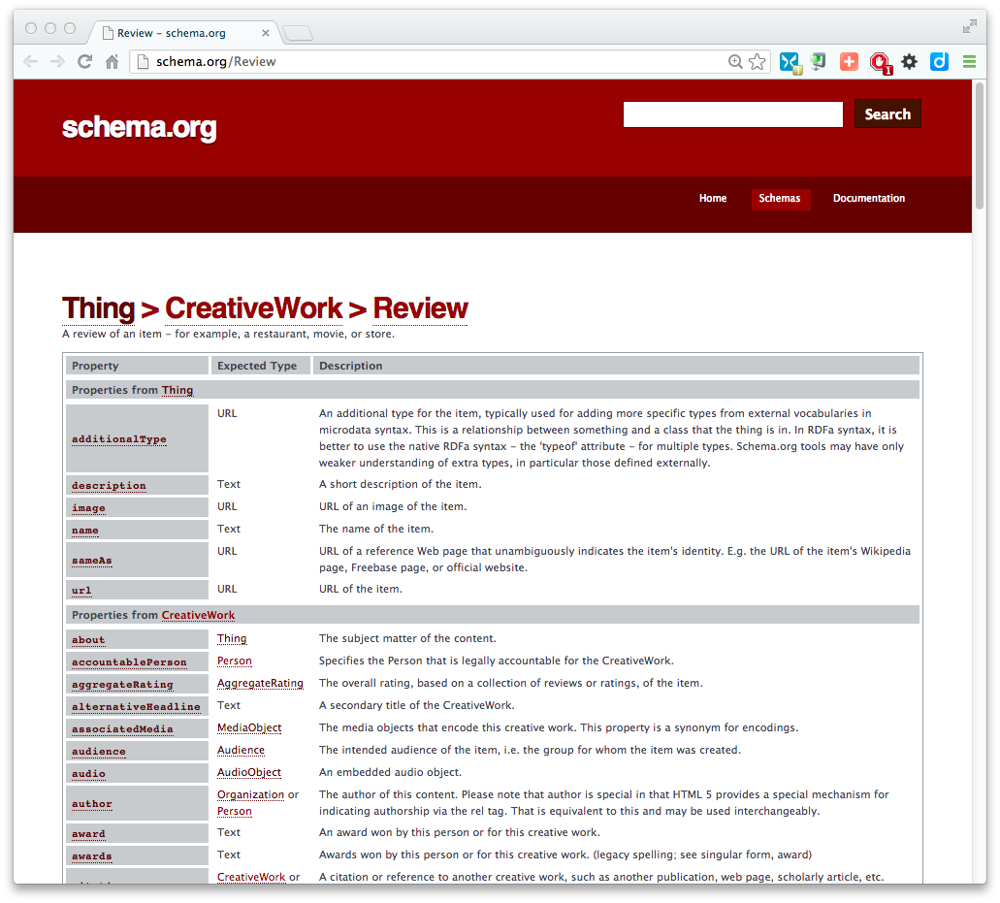 Review – schema.org
schema.org/Review
1
schema.org
Search
Home Schemas Documentation
Thing > CreativeWork > Review
A review of an item – for example, a restaurant, movie, or store.
Property Expected Type Description
Properties from Thing
additionalType URL An additional type for the item, typically used for adding more specific types from external vocabularies in
microdata syntax. This is a relationship between something and a class that the thing is in. In RDFa syntax, it is
better to use the native RDFa syntax – the 'typeof' attribute – for multiple types. Schema.org tools may have only
weaker understanding of extra types, in particular those defined externally.
description Text A short description of the item.
image URL URL of an image of the item.
name Text The name of the item.
sameAs URL URL of a reference Web page that unambiguously indicates the item's identity. E.g. the URL of the item's Wikipedia
page, Freebase page, or official website.
url URL URL of the item.
Properties from CreativeWork
about Thing The subject matter of the content.
accountablePerson Person Specifies the Person that is legally accountable for the CreativeWork.
aggregateRating AggregateRating The overall rating, based on a collection of reviews or ratings, of the item.
alternativeHeadline Text A secondary title of the CreativeWork.
associatedMedia MediaObject The media objects that encode this creative work. This property is a synonym for encodings.
audience Audience The intended audience of the item, i.e. the group for whom the item was created.
audio AudioObject An embedded audio object.
author Organization or The author of this content. Please note that author is special in that HTML 5 provides a special mechanism for
Person indicating authorship via the rel tag. That is equivalent to this and may be used interchangeably.
award Text An award won by this person or for this creative work.
awards Text Awards won by this person or for this creative work. (legacy spelling; see singular form, award)
CreativeWork or A citation or reference to another creative work, such as another publication, web page, scholarly article, etc.